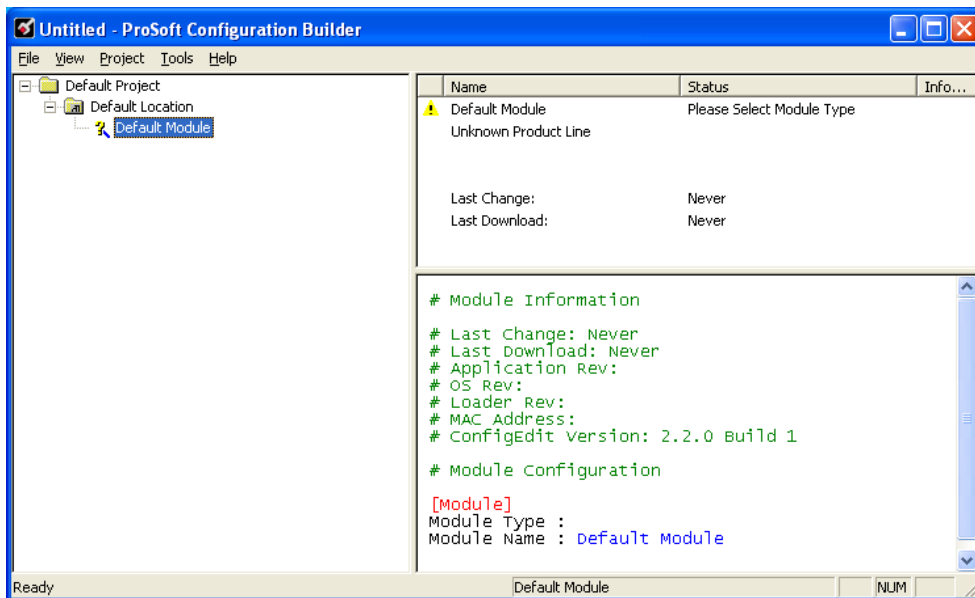 Untitled - ProSoft Configuration Builder
File View Project Tools Help
Default Project
Default Location
Default Module
Name Status Info...
Default Module Please Select Module Type
Unknown Product Line
Last Change: Never
Last Download: Never
# Module Information
# Last Change: Never
# Last Download: Never
# Application Rev:
# OS Rev:
# Loader Rev:
# MAC Address:
# ConfigEdit Version: 2.2.0 Build 1
# Module Configuration
[Module]
Module Type :
Module Name : Default Module
Ready Default Module NUM